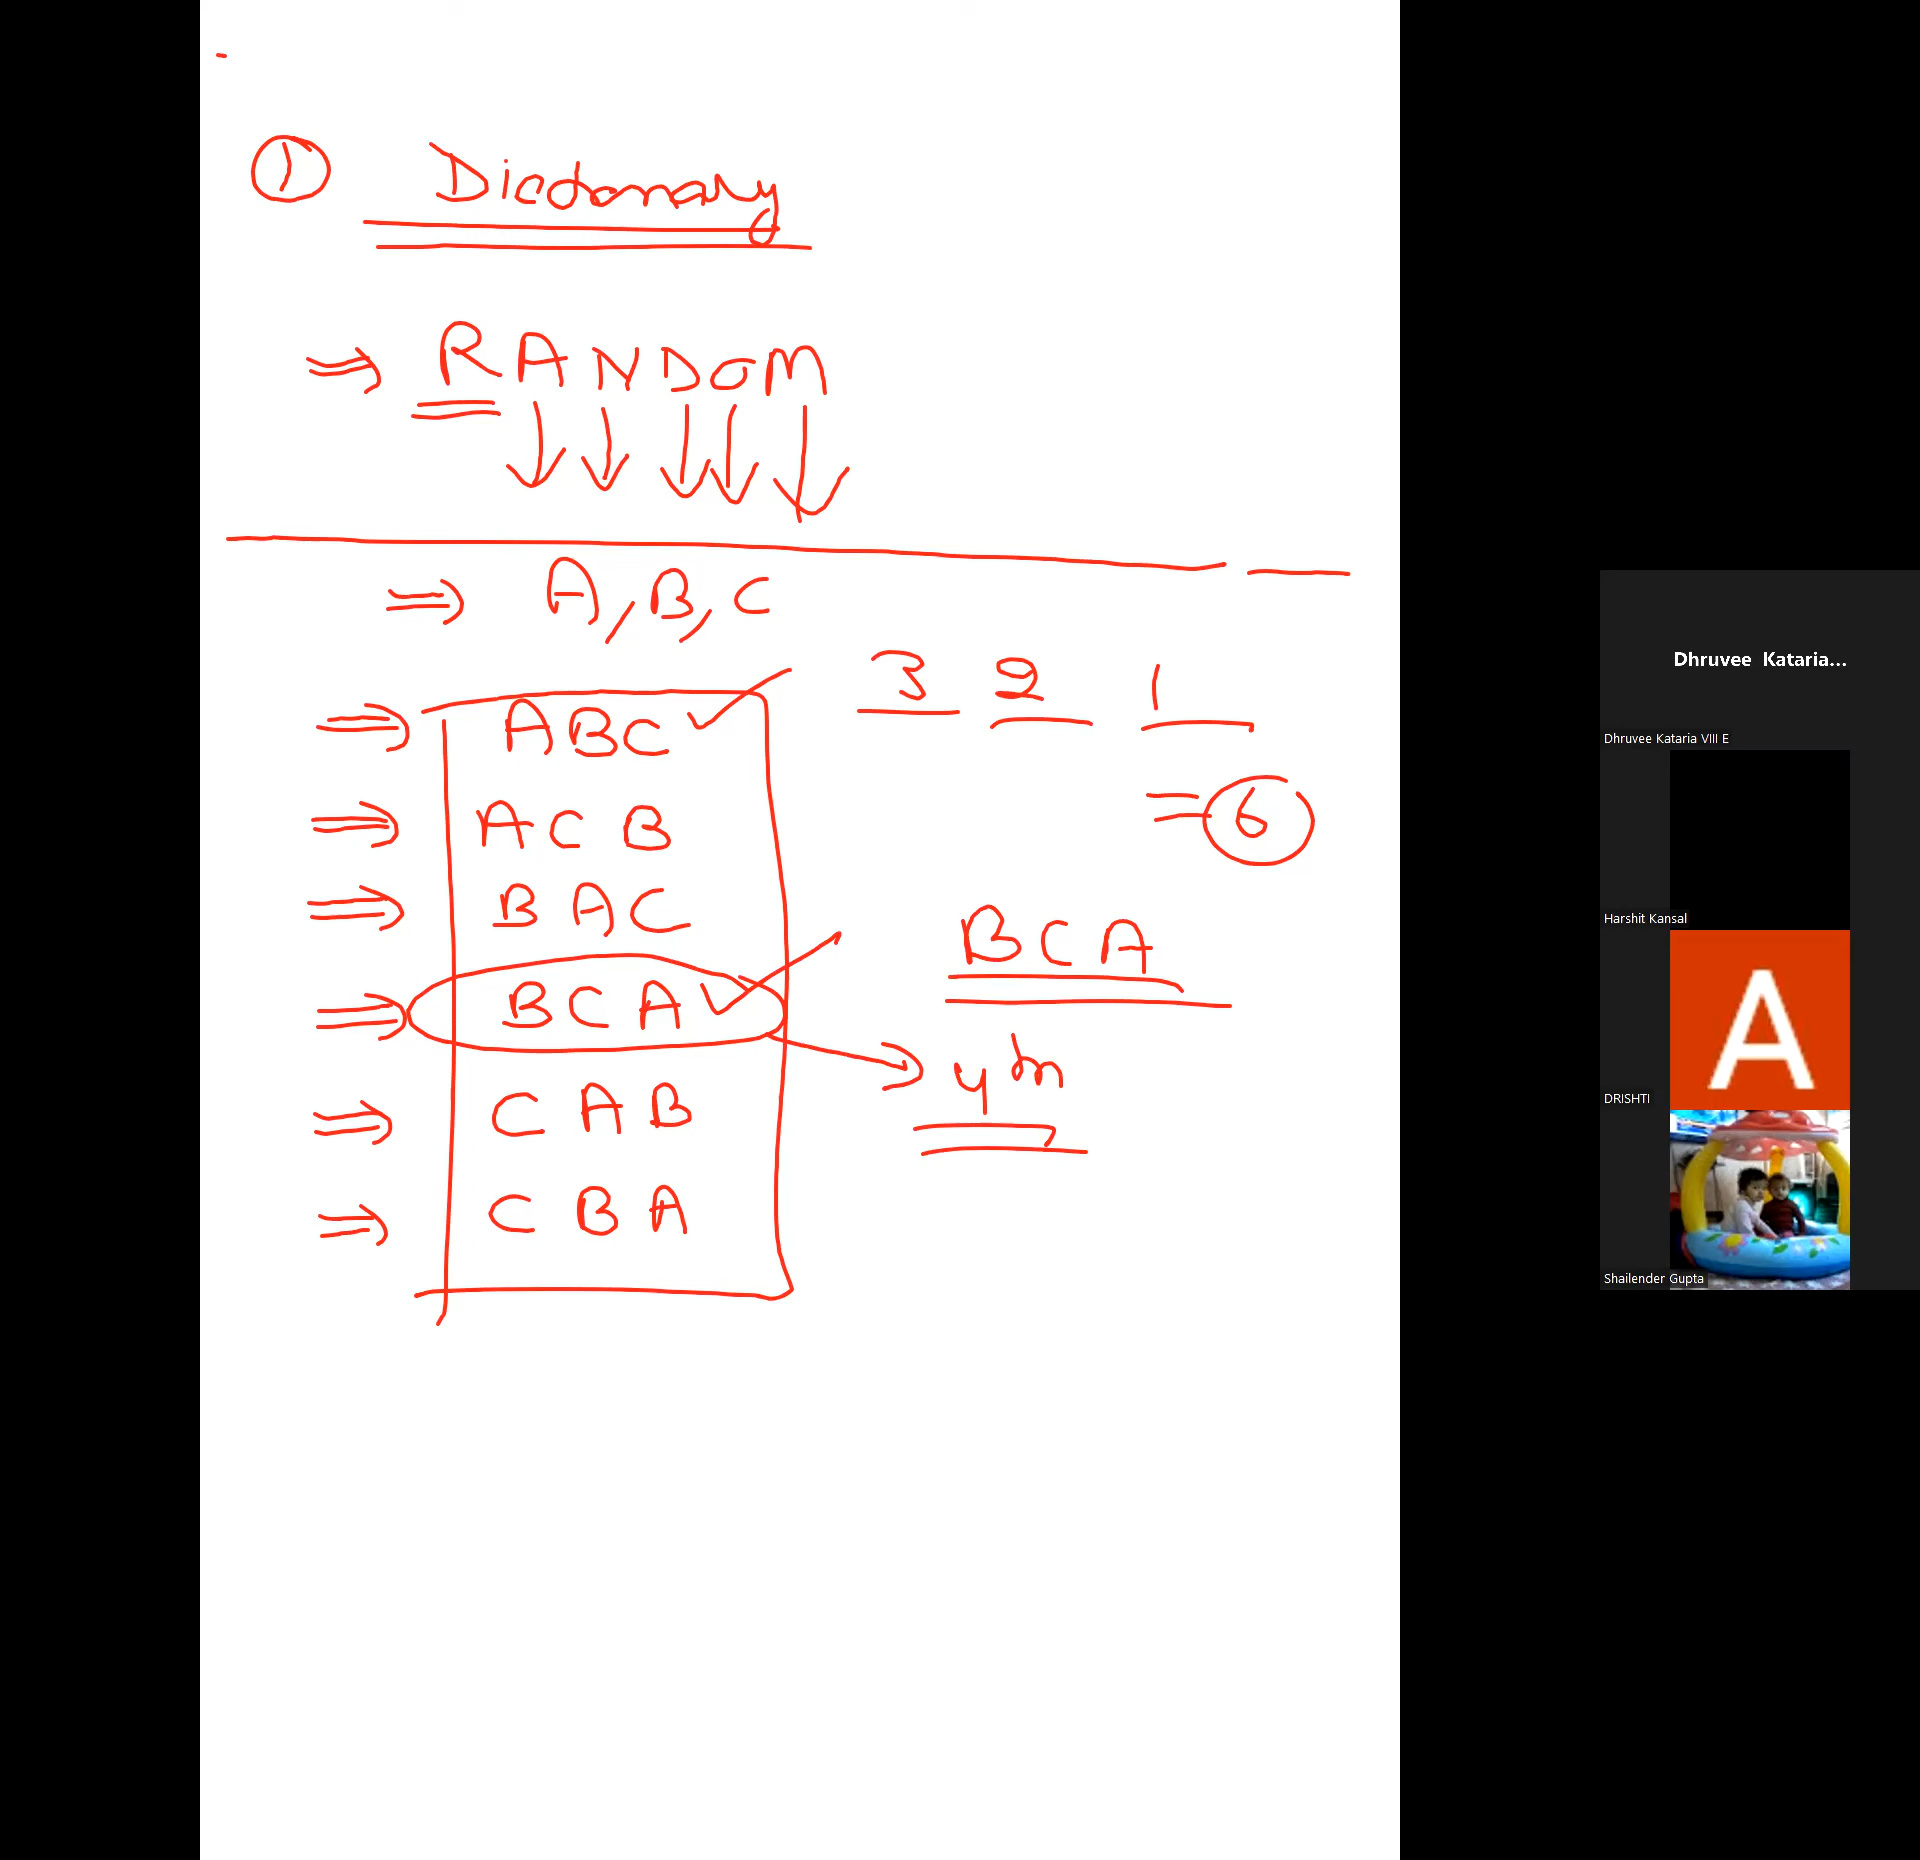 1 Dictonary
⇒ RANDOM
⇒ A, B, C
3 2 1
= 6
⇒ ABC ✓
⇒ ACB
⇒ BAC
⇒ BCA ✓
⇒ CAB
⇒ CBA
BCA
4th
Dhruvee Kataria...
Dhruvee Kataria VIII E
Harshit Kansal
A
DRISHTI
Shailender Gupta